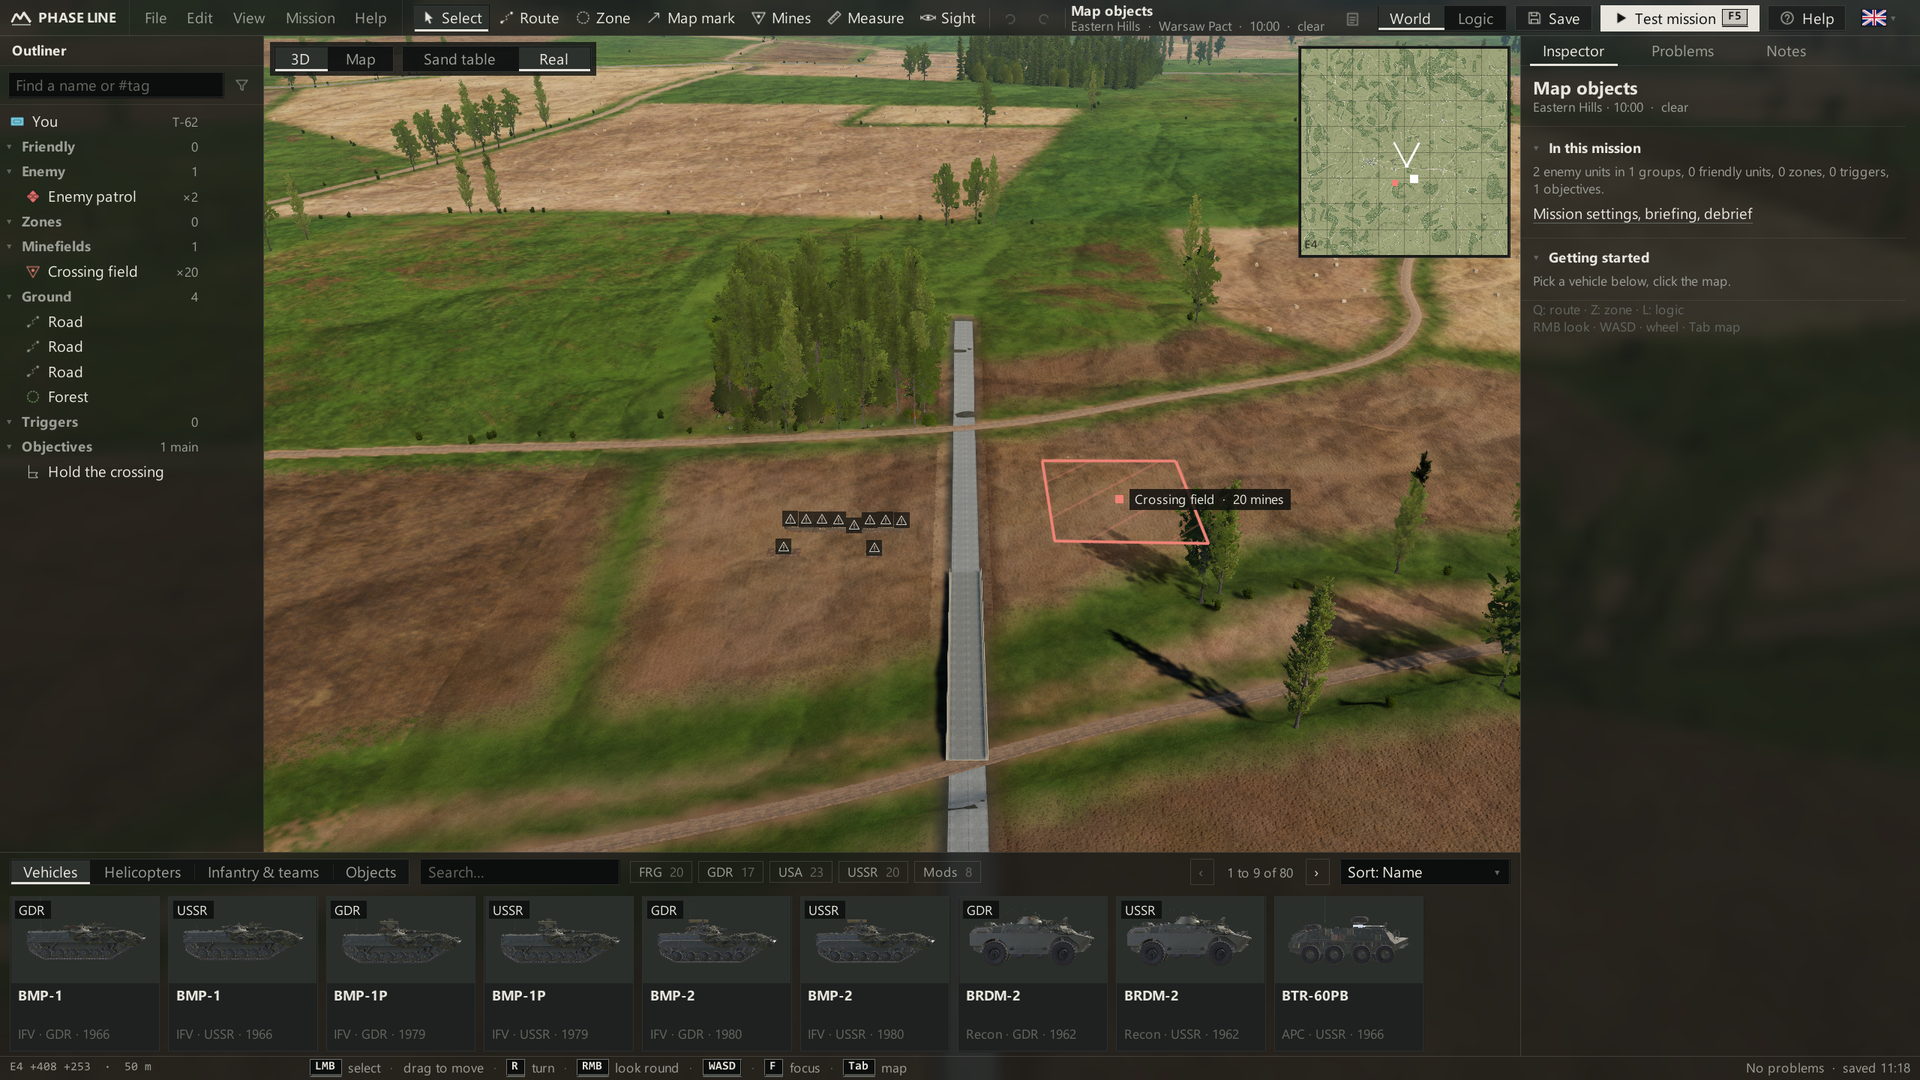 PHASE LINE
File
Edit
View
Mission
Help
Select
Route
Zone
Map mark
Mines
Measure
Sight
Map objects
Eastern Hills · Warsaw Pact · 10:00 · clear
World
Logic
Save
Test mission F5
Help
Outliner
Find a name or #tag
You T-62
Friendly 0
Enemy 1
Enemy patrol ×2
Zones 0
Minefields 1
Crossing field ×20
Ground 4
Road
Road
Road
Forest
Triggers 0
Objectives 1 main
Hold the crossing
3D
Map
Sand table
Real
E4
Crossing field · 20 mines
Inspector
Problems
Notes
Map objects
Eastern Hills · 10:00 · clear
In this mission
2 enemy units in 1 groups, 0 friendly units, 0 zones, 0 triggers,
1 objectives.
Mission settings, briefing, debrief
Getting started
Pick a vehicle below, click the map.
Q: route · Z: zone · L: logic
RMB look · WASD · wheel · Tab map
Vehicles
Helicopters
Infantry & teams
Objects
Search...
FRG 20
GDR 17
USA 23
USSR 20
Mods 8
1 to 9 of 80
Sort: Name
GDR
BMP-1
IFV · GDR · 1966
USSR
BMP-1
IFV · USSR · 1966
GDR
BMP-1P
IFV · GDR · 1979
USSR
BMP-1P
IFV · USSR · 1979
GDR
BMP-2
IFV · GDR · 1980
USSR
BMP-2
IFV · USSR · 1980
GDR
BRDM-2
Recon · GDR · 1962
USSR
BRDM-2
Recon · USSR · 1962
BTR-60PB
APC · USSR · 1966
E4 +408 +253 · 50 m
LMB select · drag to move · R turn · RMB look round · WASD · F focus · Tab map
No problems · saved 11:18